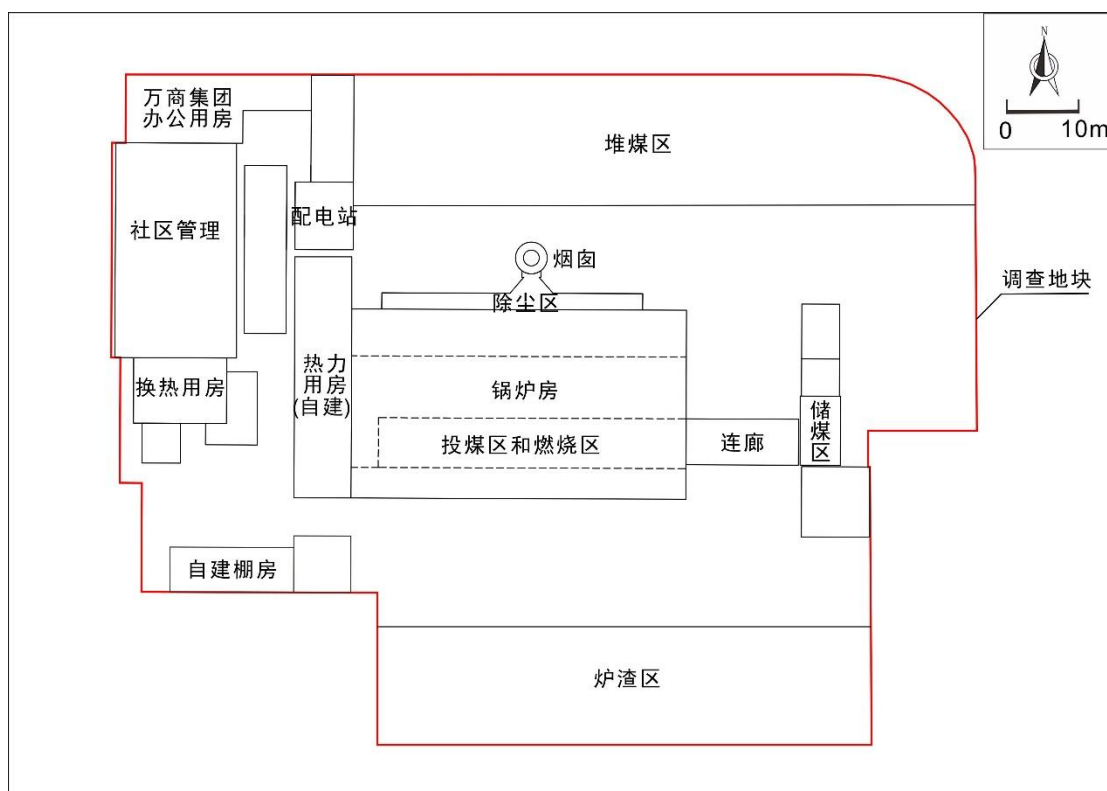 N
0 10m
万商集团
办公用房
堆煤区
社区管理
配电站
烟囱
调查地块
除尘区
热力
用房
(自建)
换热用房
锅炉房
储煤区
投煤区和燃烧区
连廊
自建棚房
炉渣区